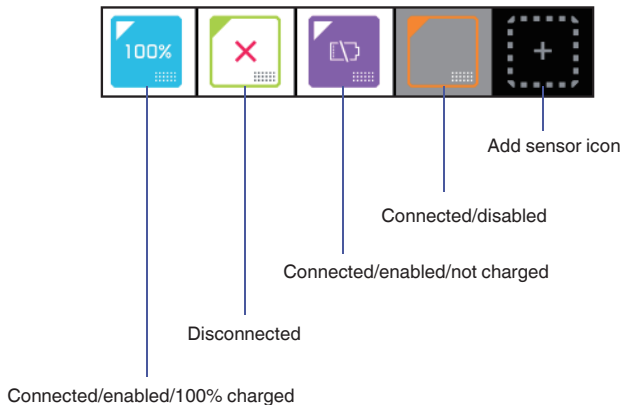 100%
Add sensor icon
Connected/disabled
Connected/enabled/not charged
Disconnected
Connected/enabled/100% charged